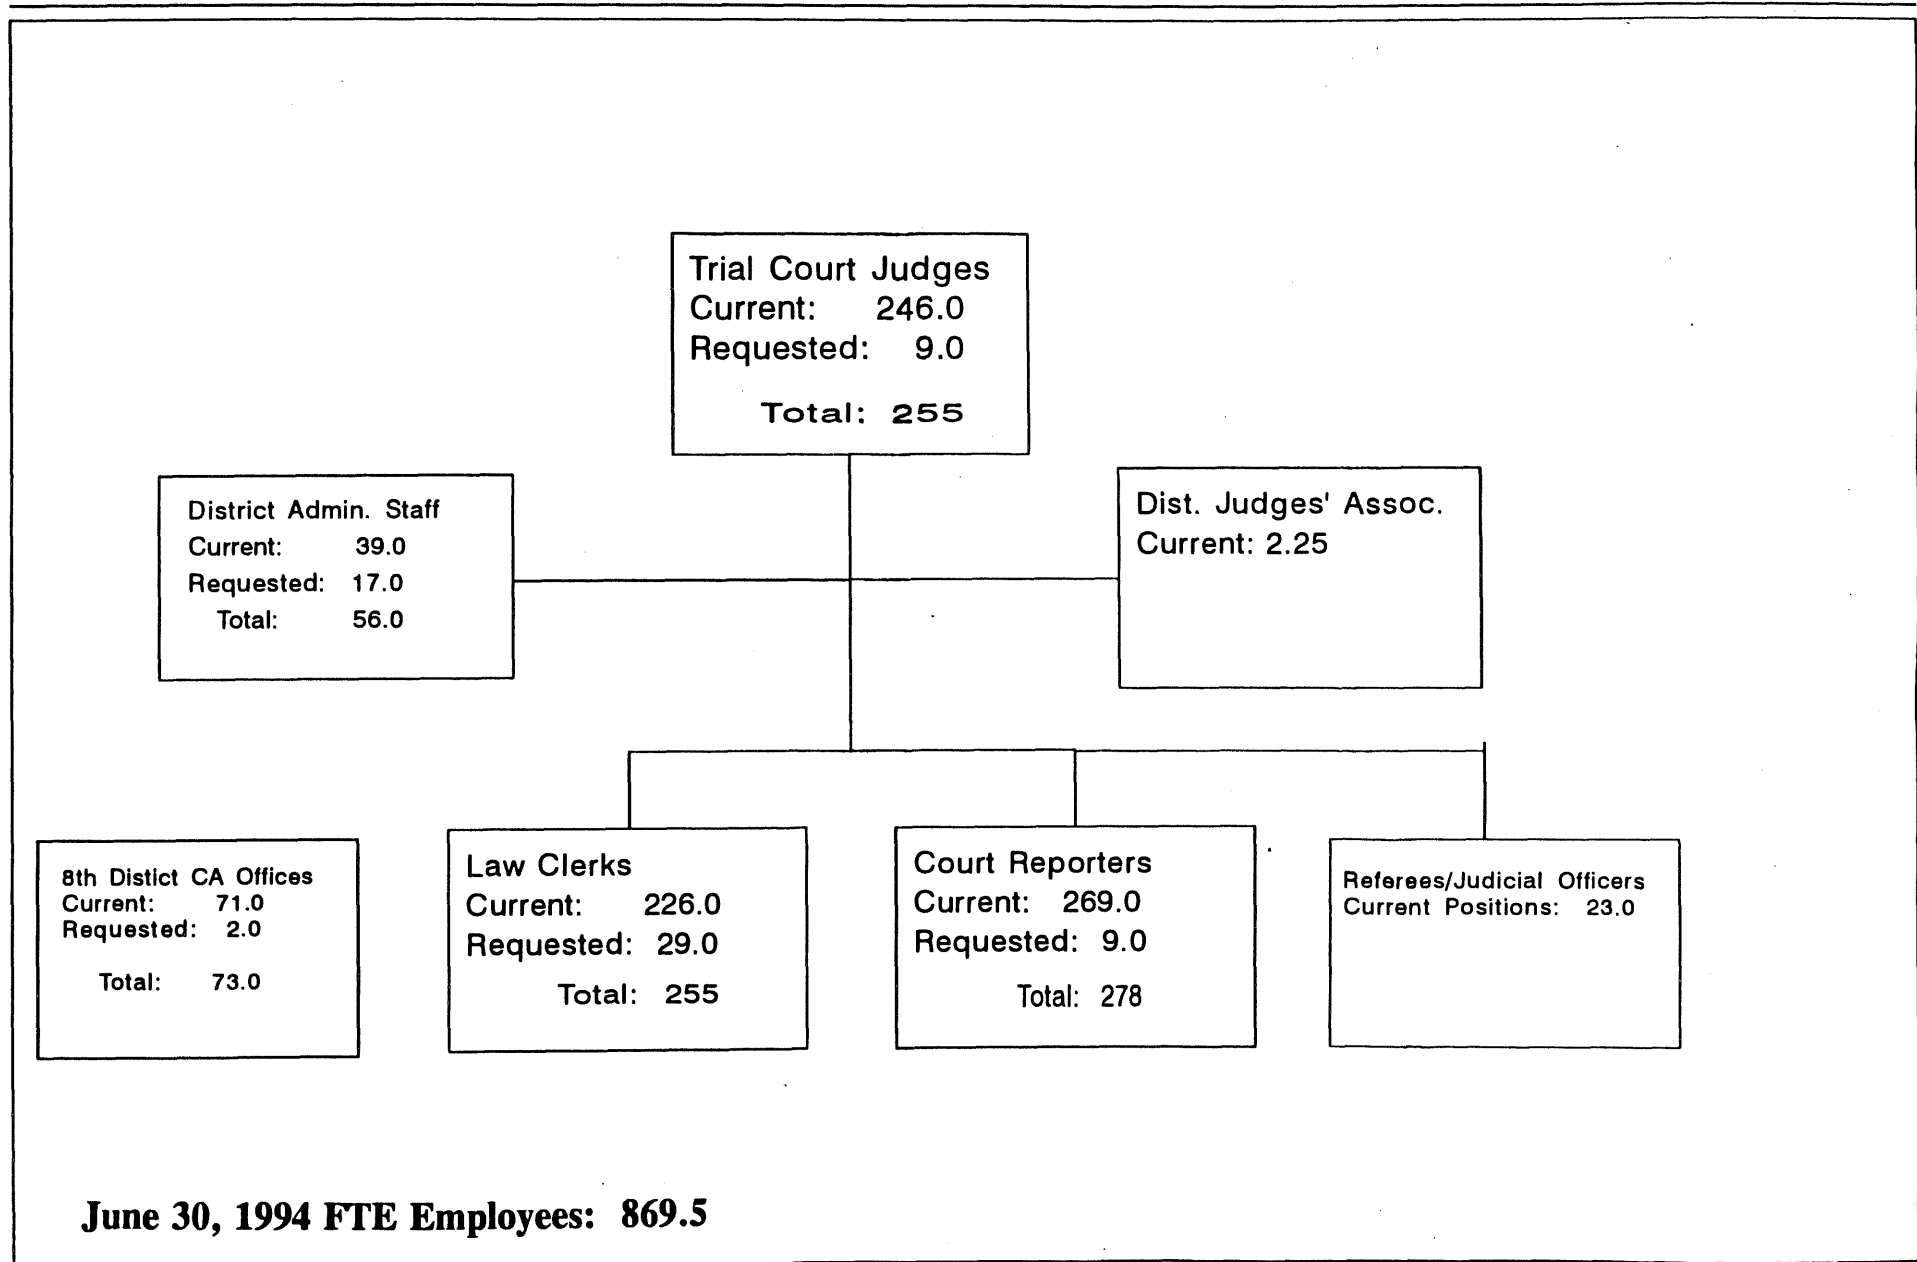 Trial Court Judges
Current: 246.0
Requested: 9.0
Total: 255
District Admin. Staff
Current: 39.0
Requested: 17.0
Total: 56.0
Dist. Judges' Assoc.
Current: 2.25
8th Distict CA Offices
Current: 71.0
Requested: 2.0
Total: 73.0
Law Clerks
Current: 226.0
Requested: 29.0
Total: 255
Court Reporters
Current: 269.0
Requested: 9.0
Total: 278
Referees/Judicial Officers
Current Positions: 23.0
June 30, 1994 FTE Employees: 869.5